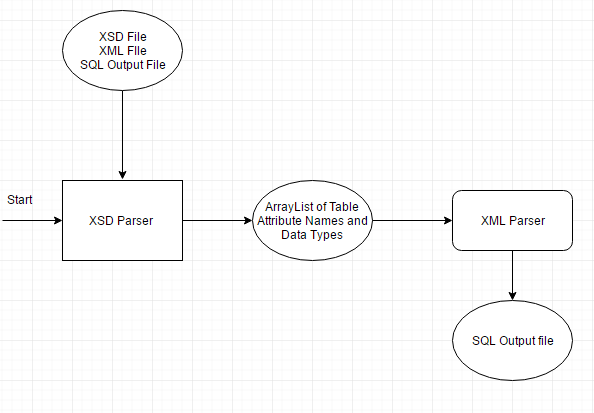 XSD File
XML FIle
SQL Output File
Start
XSD Parser
ArrayList of Table
Attribute Names and
Data Types
XML Parser
SQL Output file